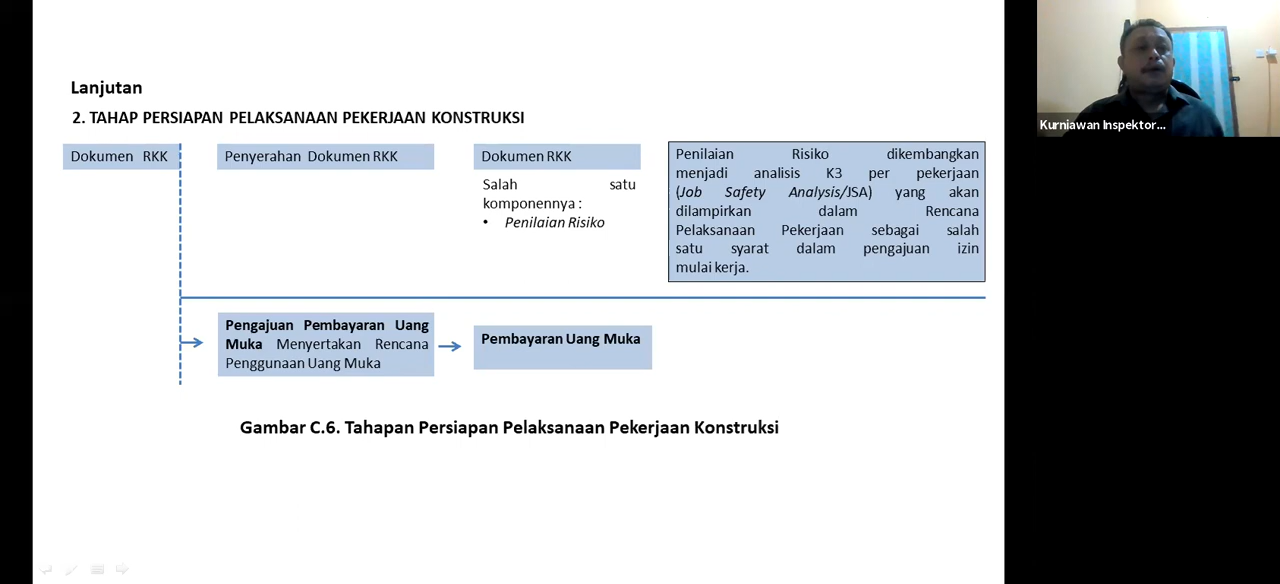 Lanjutan
2. TAHAP PERSIAPAN PELAKSANAAN PEKERJAAN KONSTRUKSI
Dokumen RKK
Penyerahan Dokumen RKK
Dokumen RKK
Salah satu
komponennya :
• Penilaian Risiko
Penilaian Risiko dikembangkan
menjadi analisis K3 per pekerjaan
(Job Safety Analysis/JSA) yang akan
dilampirkan dalam Rencana
Pelaksanaan Pekerjaan sebagai salah
satu syarat dalam pengajuan izin
mulai kerja.
Pengajuan Pembayaran Uang
Muka Menyertakan Rencana
Penggunaan Uang Muka
Pembayaran Uang Muka
Gambar C.6. Tahapan Persiapan Pelaksanaan Pekerjaan Konstruksi
Kurniawan Inspektor...